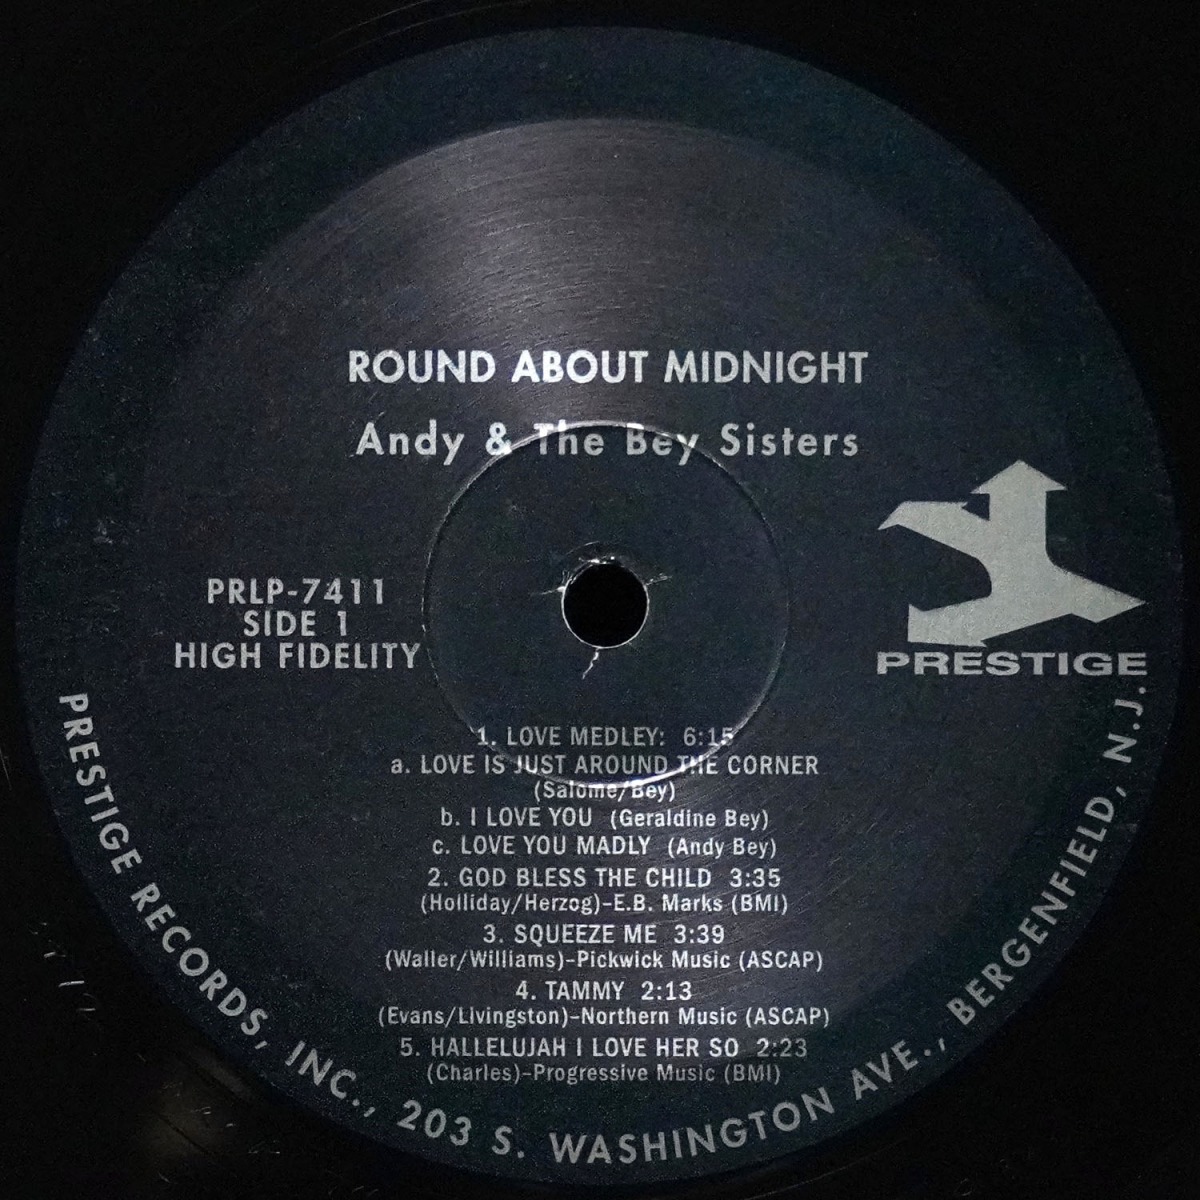 ROUND ABOUT MIDNIGHT
Andy & The Bey Sisters
PRLP-7411
SIDE 1
HIGH FIDELITY
PRESTIGE
1. LOVE MEDLEY: 6:15
a. LOVE IS JUST AROUND THE CORNER
(Salome/Bey)
b. I LOVE YOU (Geraldine Bey)
c. LOVE YOU MADLY (Andy Bey)
2. GOD BLESS THE CHILD 3:35
(Holliday/Herzog)-E.B. Marks (BMI)
3. SQUEEZE ME 3:39
(Waller/Williams)-Pickwick Music (ASCAP)
4. TAMMY 2:13
(Evans/Livingston)-Northern Music (ASCAP)
5. HALLELUJAH I LOVE HER SO 2:23
(Charles)-Progressive Music (BMI)
PRESTIGE RECORDS, INC., 203 S. WASHINGTON AVE., BERGENFIELD, N.J.